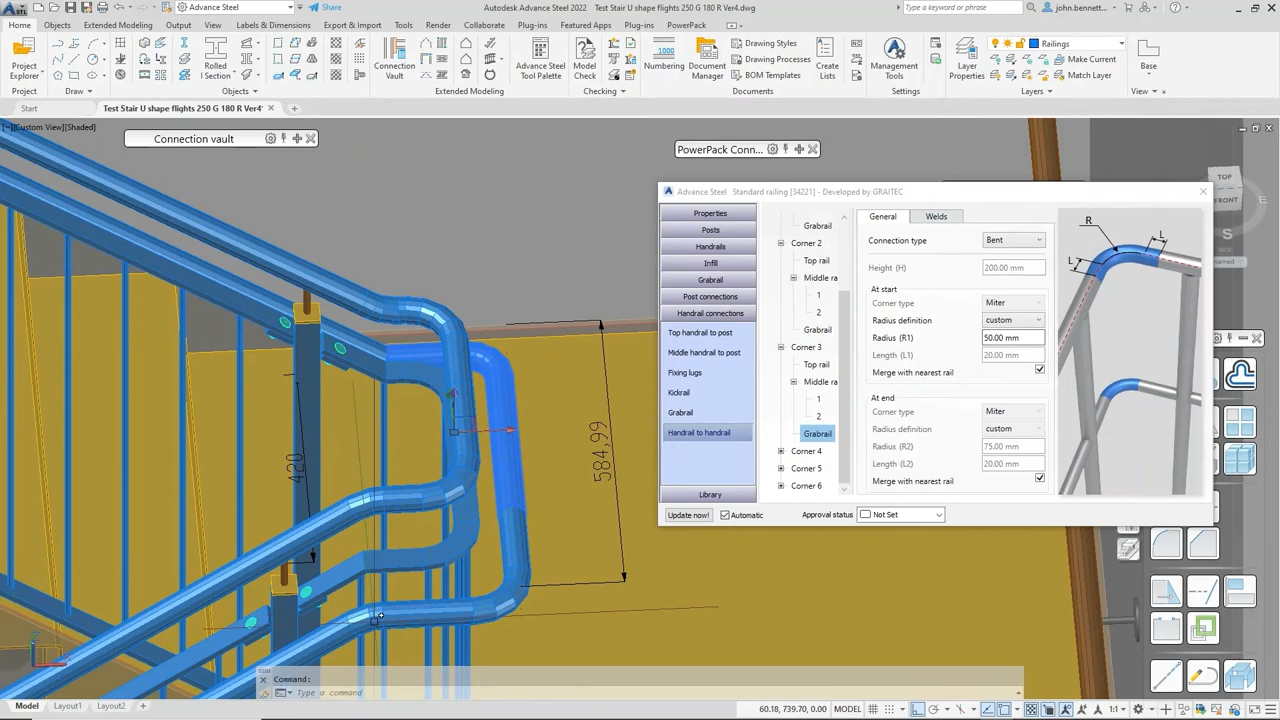 STL
Advance Steel
Share
Autodesk Advance Steel 2022
Test Stair U shape flights 250 G 180 R Ver4.dwg
Type a keyword or phrase
john.bennett...
Home
Objects
Extended Modeling
Output
View
Labels & Dimensions
Export & Import
Tools
Render
Collaborate
Plug-ins
Featured Apps
Plug-ins
PowerPack
Project Explorer
Rolled I Section
Connection Vault
Advance Steel Tool Palette
Model Check
1000
Numbering
Document Manager
Drawing Styles
Drawing Processes
BOM Templates
Create Lists
Management Tools
Layer Properties
Railings
Make Current
Match Layer
Base
Project
Draw
Objects
Extended Modeling
Checking
Documents
Settings
Layers
View
Start
Test Stair U shape flights 250 G 180 R Ver4*
[−][Custom View][Shaded]
Connection vault
PowerPack Conn...
TOP
FRONT
E
S
Advance Steel Standard railing [34221] - Developed by GRAITEC
Properties
Posts
Handrails
Infill
Grabrail
Post connections
Handrail connections
Top handrail to post
Middle handrail to post
Fixing lugs
Kickrail
Grabrail
Handrail to handrail
Library
Grabrail
Corner 2
Top rail
Middle ra
1
2
Grabrail
Corner 3
Top rail
Middle ra
1
2
Grabrail
Corner 4
Corner 5
Corner 6
General
Welds
Connection type
Bent
Height (H)
200.00 mm
At start
Corner type
Miter
Radius definition
custom
Radius (R1)
50.00 mm
Length (L1)
20.00 mm
Merge with nearest rail
At end
Corner type
Miter
Radius definition
custom
Radius (R2)
75.00 mm
Length (L2)
20.00 mm
Merge with nearest rail
R
L
L
Update now!
Automatic
Approval status
Not Set
420
584,99
Z
Command:
Type a command
Model
Layout1
Layout2
60.18, 739.70, 0.00
MODEL
1:1